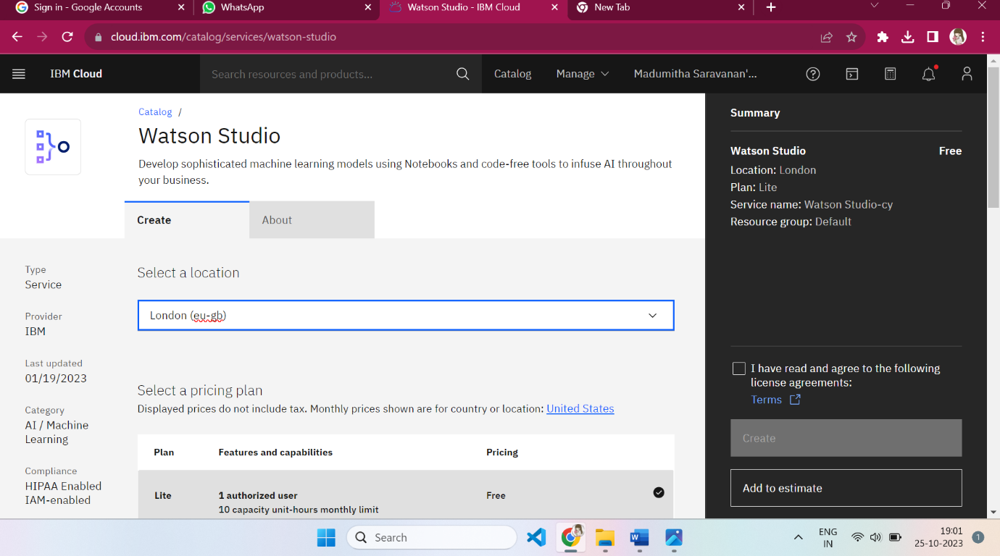 Sign in - Google Accounts
WhatsApp
Watson Studio - IBM Cloud
New Tab
cloud.ibm.com/catalog/services/watson-studio
IBM Cloud
Search resources and products...
Catalog
Manage
Madumitha Saravanan'...
Catalog /
Watson Studio
Develop sophisticated machine learning models using Notebooks and code-free tools to infuse AI throughout
your business.
Create
About
Type
Service
Provider
IBM
Last updated
01/19/2023
Category
AI / Machine
Learning
Compliance
HIPAA Enabled
IAM-enabled
Select a location
London (eu-gb)
Select a pricing plan
Displayed prices do not include tax. Monthly prices shown are for country or location: United States
Plan Features and capabilities Pricing
Lite 1 authorized user Free
10 capacity unit-hours monthly limit
Summary
Watson Studio Free
Location: London
Plan: Lite
Service name: Watson Studio-cy
Resource group: Default
I have read and agree to the following
license agreements:
Terms
Create
Add to estimate
Search
ENG
IN
19:01
25-10-2023
1